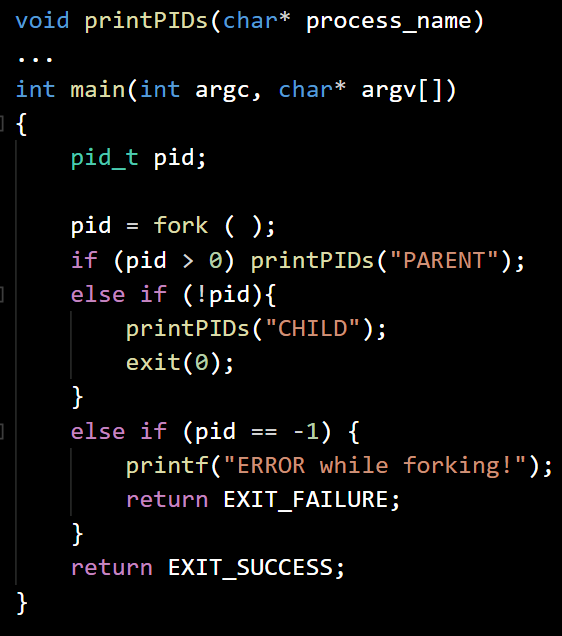 void printPIDs(char* process_name)
...
int main(int argc, char* argv[])
{
    pid_t pid;

    pid = fork ( );
    if (pid > 0) printPIDs("PARENT");
    else if (!pid){
        printPIDs("CHILD");
        exit(0);
    }
    else if (pid == -1) {
        printf("ERROR while forking!");
        return EXIT_FAILURE;
    }
    return EXIT_SUCCESS;
}